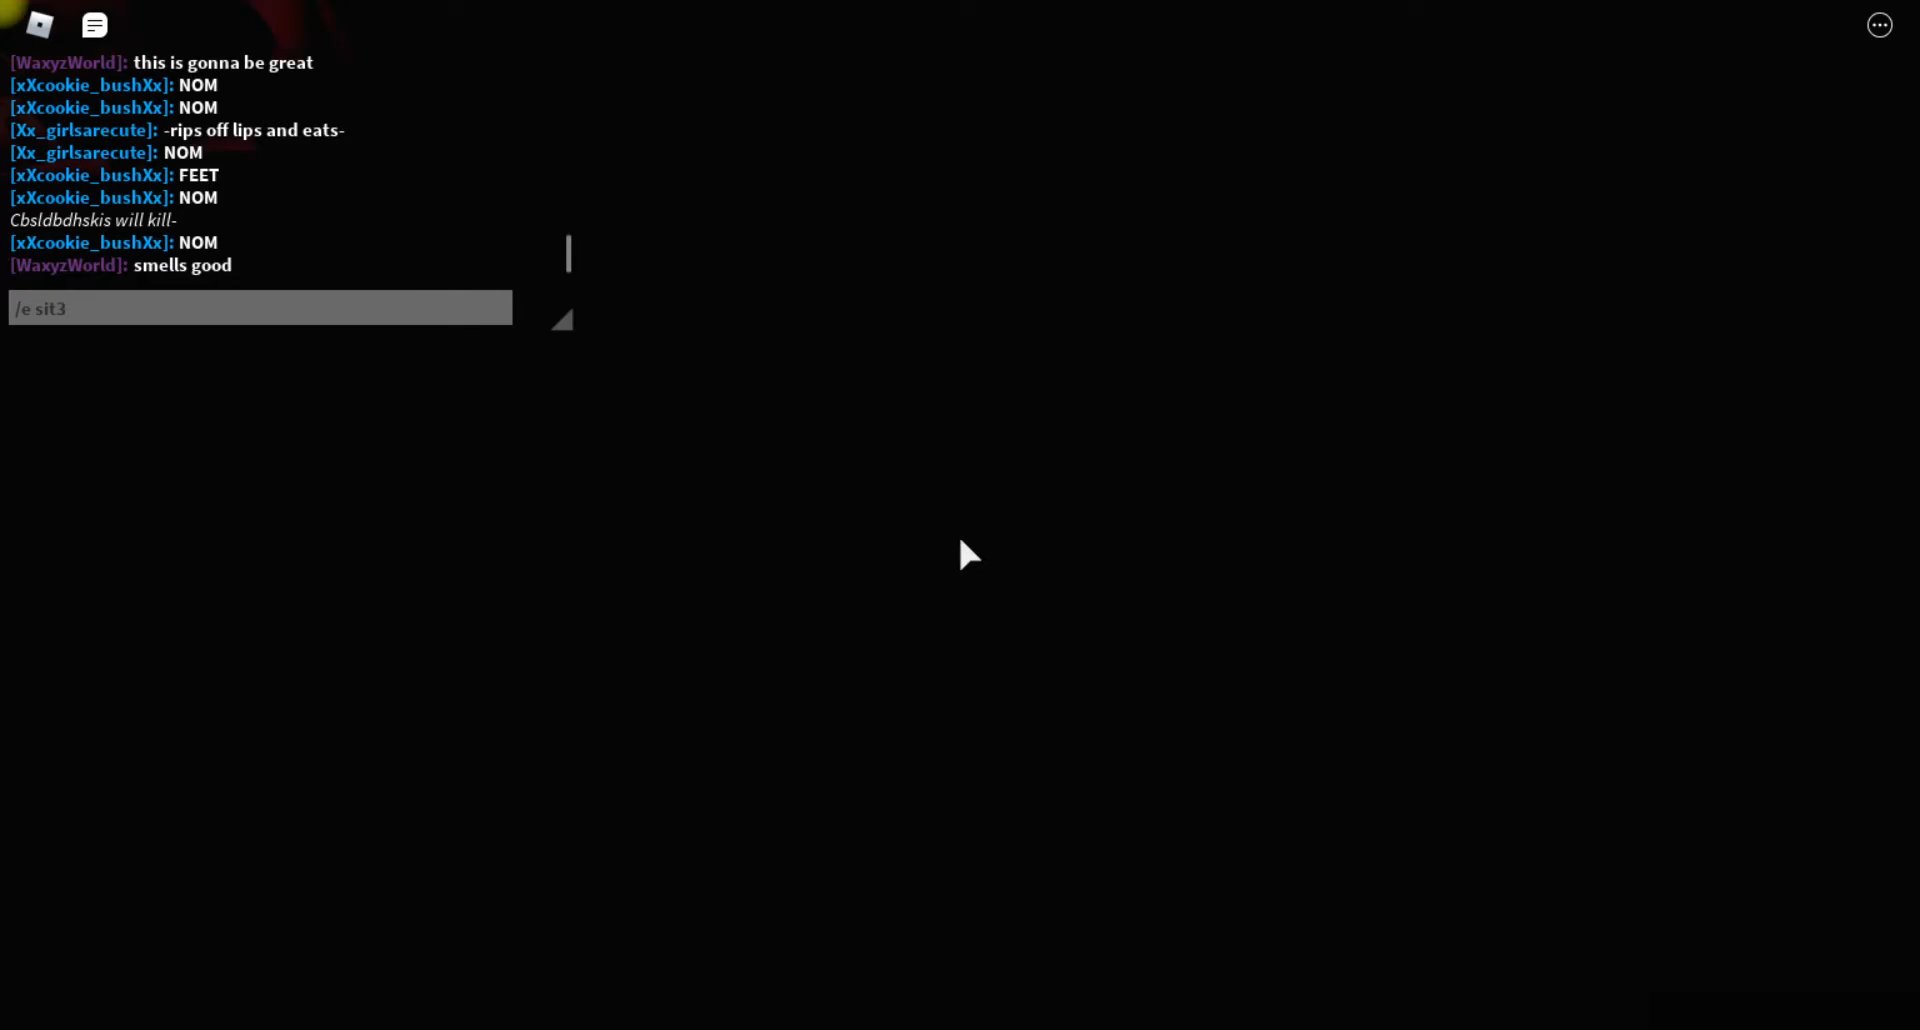 [WaxyzWorld]: this is gonna be great
[xXcookie_bushXx]: NOM
[xXcookie_bushXx]: NOM
[Xx_girlsarecute]: -rips off lips and eats-
[Xx_girlsarecute]: NOM
[xXcookie_bushXx]: FEET
[xXcookie_bushXx]: NOM
Cbsldbdhskis will kill-
[xXcookie_bushXx]: NOM
[WaxyzWorld]: smells good
/e sit3